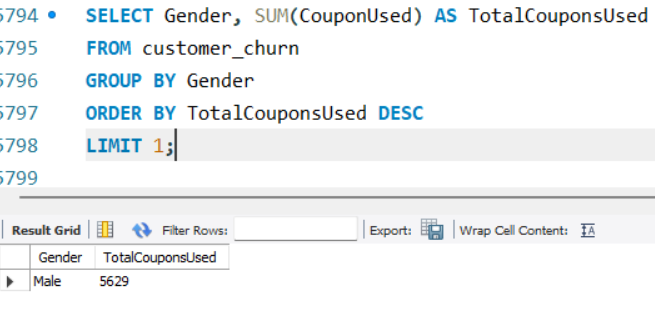 5794 SELECT Gender, SUM(CouponUsed) AS TotalCouponsUsed
5795 FROM customer_churn
5796 GROUP BY Gender
5797 ORDER BY TotalCouponsUsed DESC
5798 LIMIT 1;
5799
Result Grid Filter Rows: Export: Wrap Cell Content: IA
Gender TotalCouponsUsed
Male 5629